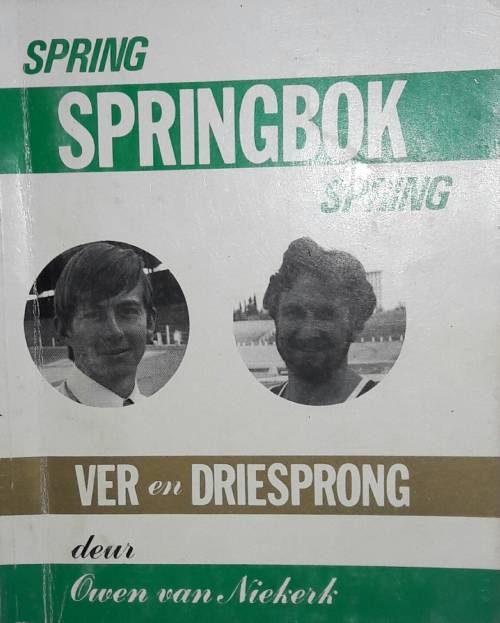 SPRING
SPRINGBOK
SPRING
VER en DRIESPRONG
deur
Owen van Niekerk